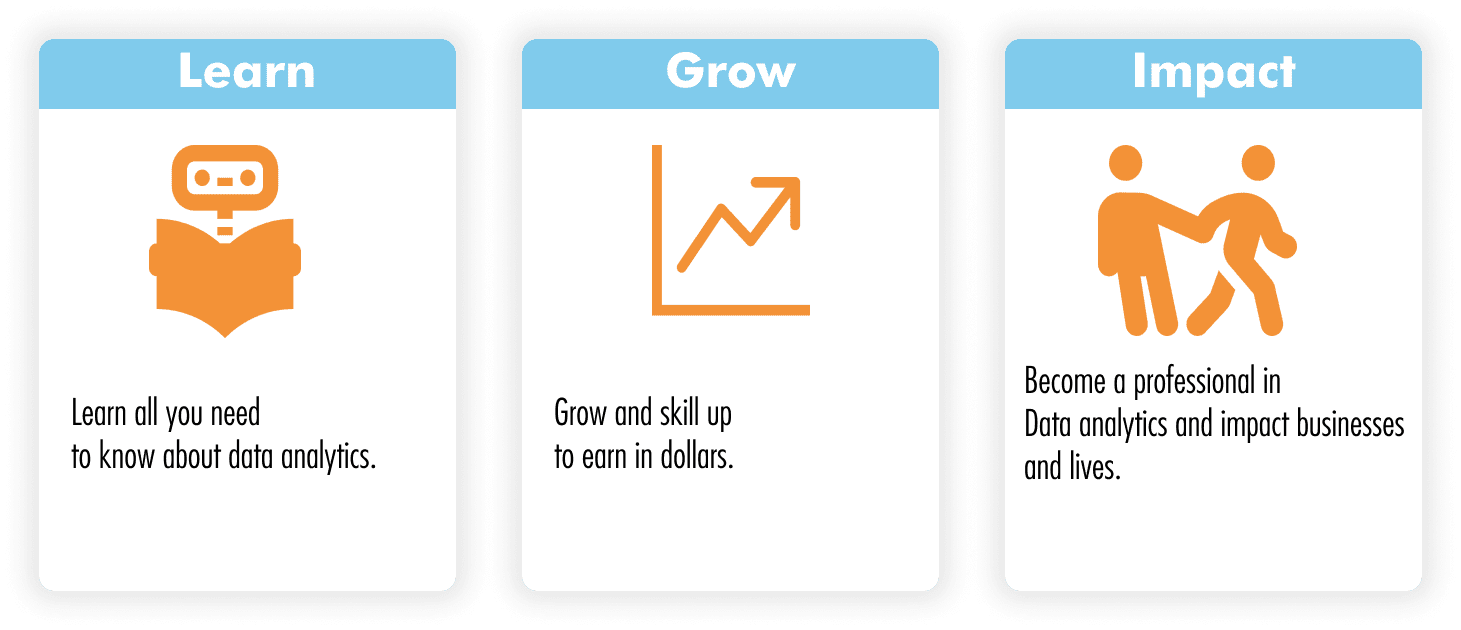 Learn
Learn all you need
to know about data analytics.
Grow
Grow and skill up
to earn in dollars.
Impact
Become a professional in
Data analytics and impact businesses
and lives.